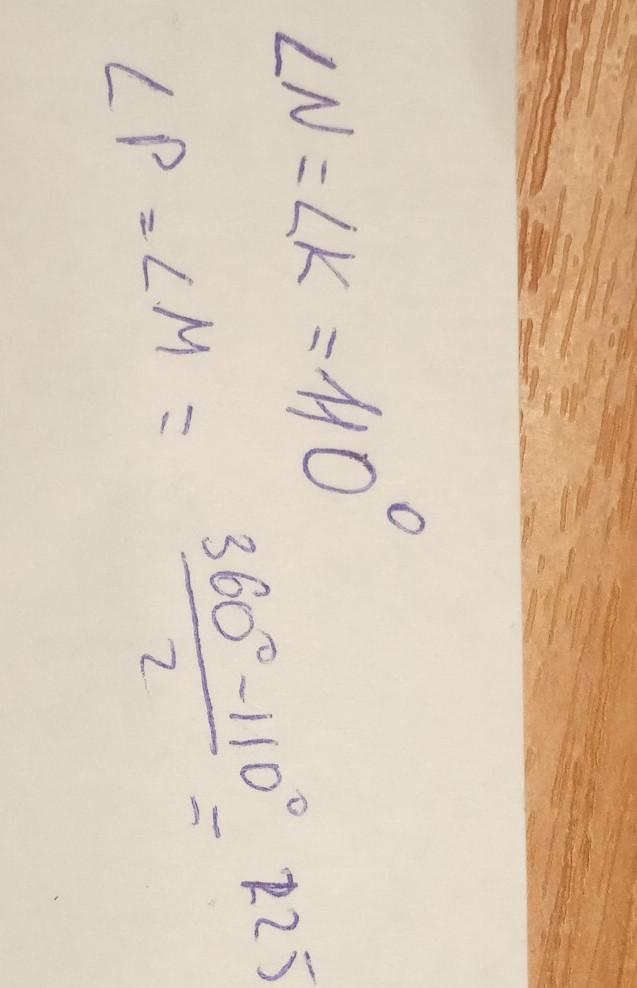 ∠N = ∠K = 110°
∠P = ∠M = (360° - 110°)/2 = 125